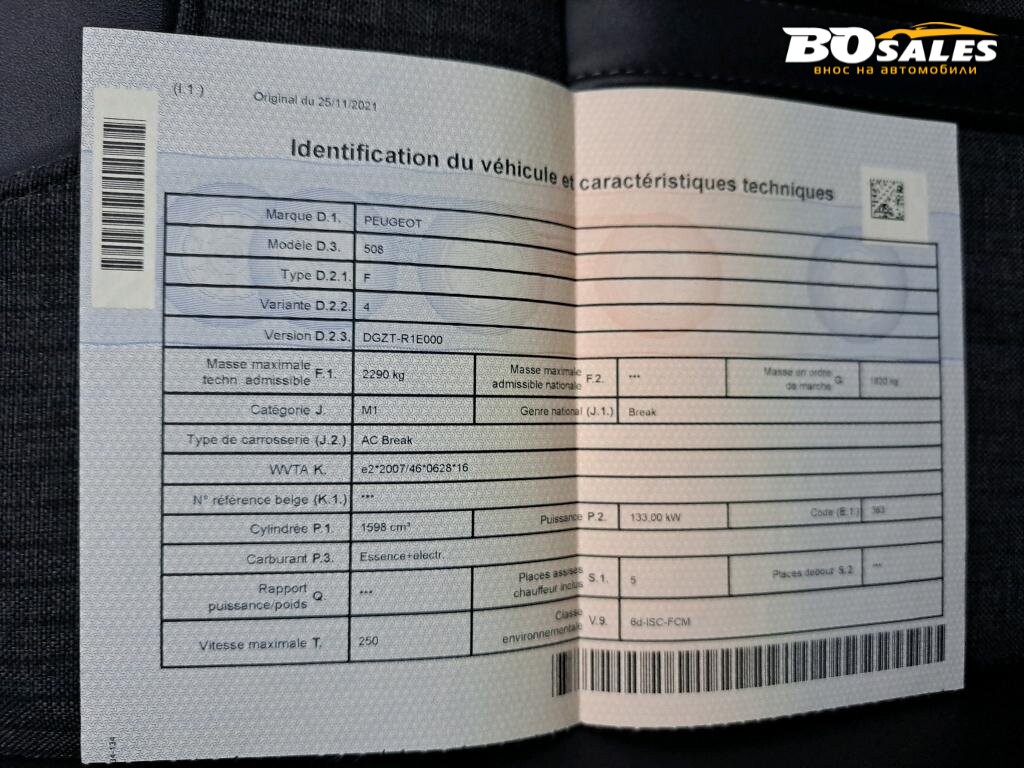 BOSALES
внос на автомобили
(I.1)
Original du 25/11/2021
Identification du véhicule et caractéristiques techniques
Marque D.1. PEUGEOT
Modèle D.3. 508
Type D.2.1. F
Variante D.2.2. 4
Version D.2.3. DGZT-R1E000
Masse maximale techn admissible F.1. 2290 kg Masse maximale admissible nationale F.2. *** Masse en ordre de marche G. 1820 kg
Catégorie J. M1 Genre national (J.1.) Break
Type de carrosserie (J.2.) AC Break
WVTA K. e2*2007/46*0628*16
N° référence belge (K.1.) ***
Cylindrée P.1. 1598 cm³ Puissance P.2. 133,00 kW Code (E.1.) 363
Carburant P.3. Essence+electr.
Rapport puissance/poids Q. *** Places assises chauffeur inclus S.1. 5 Places debout S.2. ***
Vitesse maximale T. 250 Classe environnementale V.9. 6d-ISC-FCM